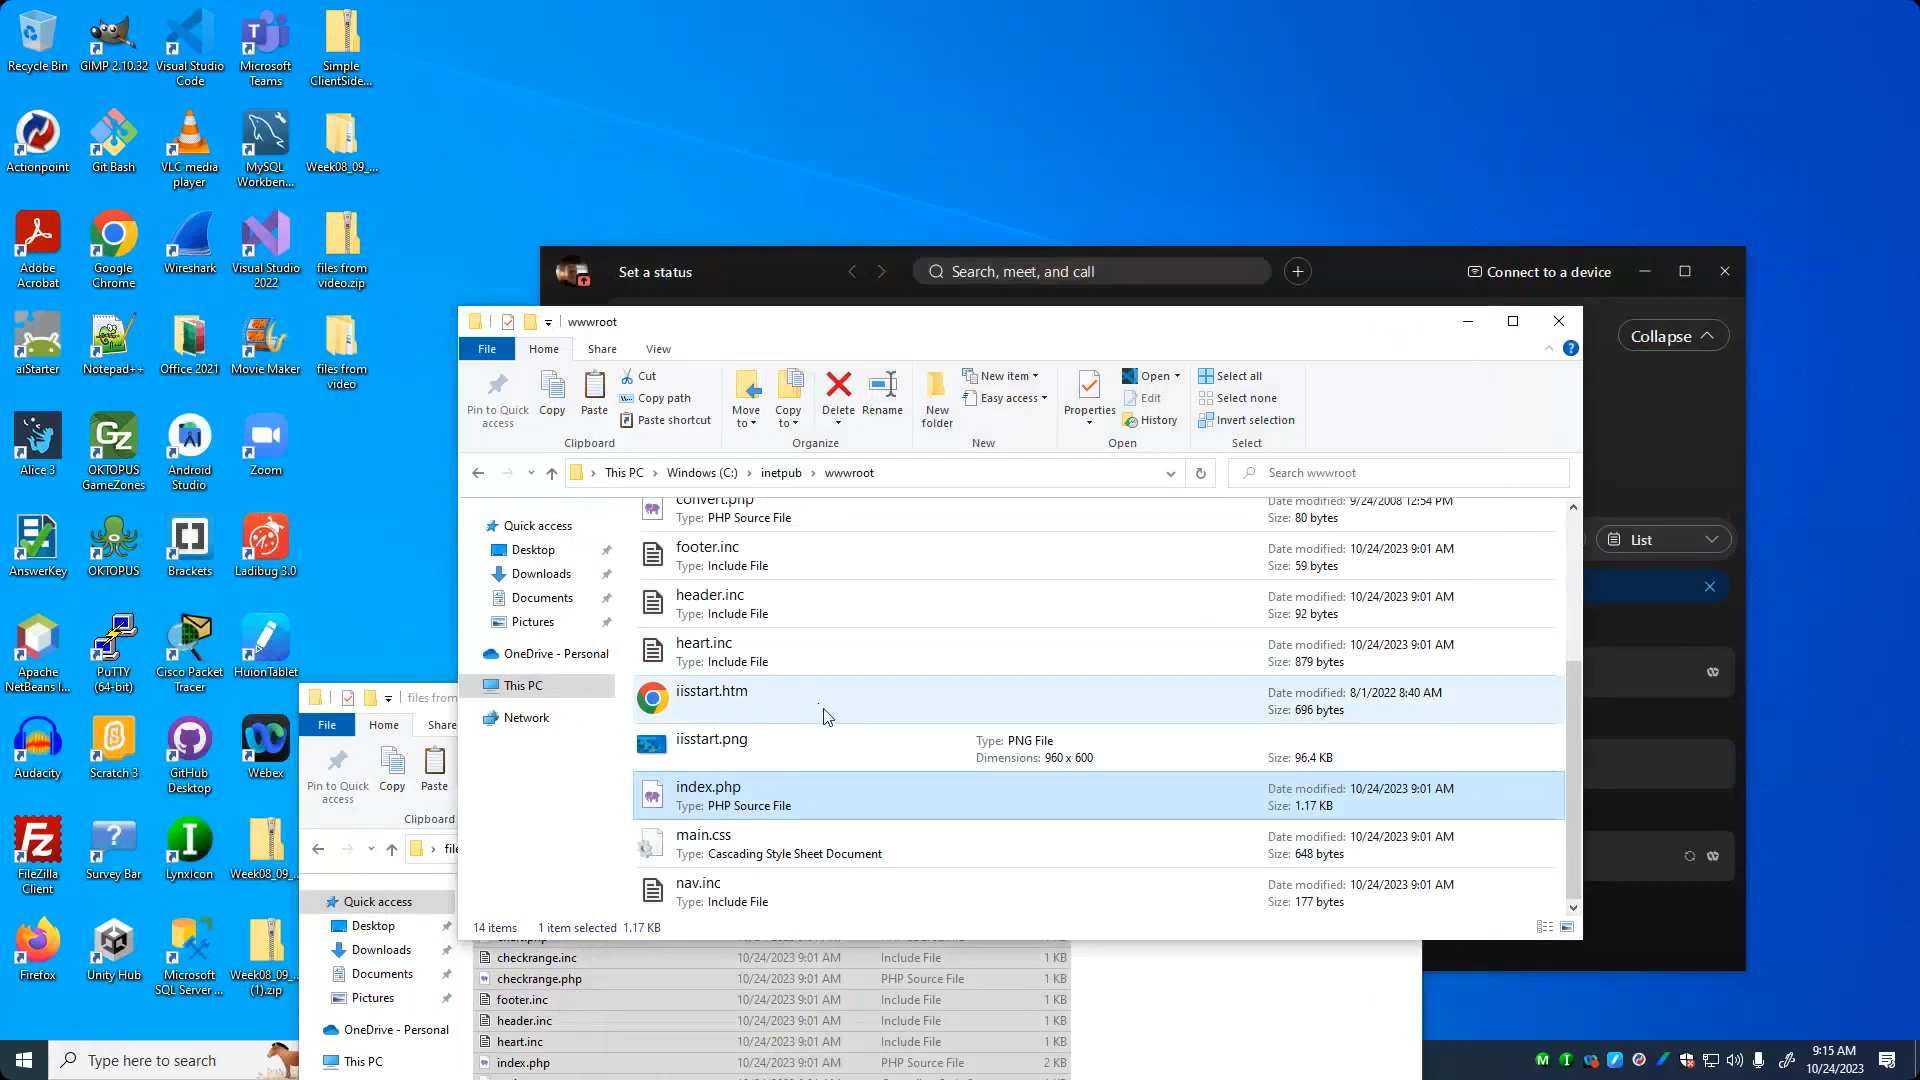 Recycle Bin
GIMP 2.10.32
Visual Studio
Code
Microsoft
Teams
Simple
ClientSide...
Actionpoint
Git Bash
VLC media
player
MySQL
Workben...
Week08_09_...
Adobe
Acrobat
Google
Chrome
Wireshark
Visual Studio
2022
files from
video.zip
aiStarter
Notepad++
Office 2021
Movie Maker
files from
video
Alice 3
OKTOPUS
GameZones
Android
Studio
Zoom
AnswerKey
OKTOPUS
Brackets
Ladibug 3.0
Apache
NetBeans I...
PuTTY
(64-bit)
Cisco Packet
Tracer
HuionTablet
Audacity
Scratch 3
GitHub
Desktop
Webex
FileZilla
Client
Survey Bar
LynxIcon
Week08_09_...
Firefox
Unity Hub
Microsoft
SQL Server ...
Week08_09_...
(1).zip
Set a status
Search, meet, and call
Connect to a device
Collapse
List
wwwroot
File
Home
Share
View
Pin to Quick
access
Copy
Paste
Cut
Copy path
Paste shortcut
Clipboard
Move
to
Copy
to
Delete
Rename
Organize
New
folder
New item
Easy access
New
Properties
Open
Edit
History
Open
Select all
Select none
Invert selection
Select
This PC
Windows (C:)
inetpub
wwwroot
Search wwwroot
Quick access
Desktop
Downloads
Documents
Pictures
OneDrive - Personal
This PC
Network
convert.php
Type: PHP Source File
Date modified: 9/24/2008 12:54 PM
Size: 80 bytes
footer.inc
Type: Include File
Date modified: 10/24/2023 9:01 AM
Size: 59 bytes
header.inc
Type: Include File
Date modified: 10/24/2023 9:01 AM
Size: 92 bytes
heart.inc
Type: Include File
Date modified: 10/24/2023 9:01 AM
Size: 879 bytes
iisstart.htm
Date modified: 8/1/2022 8:40 AM
Size: 696 bytes
iisstart.png
Type: PNG File
Dimensions: 960 x 600
Size: 96.4 KB
index.php
Type: PHP Source File
Date modified: 10/24/2023 9:01 AM
Size: 1.17 KB
main.css
Type: Cascading Style Sheet Document
Date modified: 10/24/2023 9:01 AM
Size: 648 bytes
nav.inc
Type: Include File
Date modified: 10/24/2023 9:01 AM
Size: 177 bytes
14 items
1 item selected 1.17 KB
files from
File
Home
Share
Pin to Quick
access
Copy
Paste
Clipboard
file
Quick access
Desktop
Downloads
Documents
Pictures
OneDrive - Personal
This PC
checkrange.inc 10/24/2023 9:01 AM Include File 1 KB
checkrange.php 10/24/2023 9:01 AM PHP Source File 1 KB
footer.inc 10/24/2023 9:01 AM Include File 1 KB
header.inc 10/24/2023 9:01 AM Include File 1 KB
heart.inc 10/24/2023 9:01 AM Include File 1 KB
index.php 10/24/2023 9:01 AM PHP Source File 2 KB
Type here to search
9:15 AM
10/24/2023